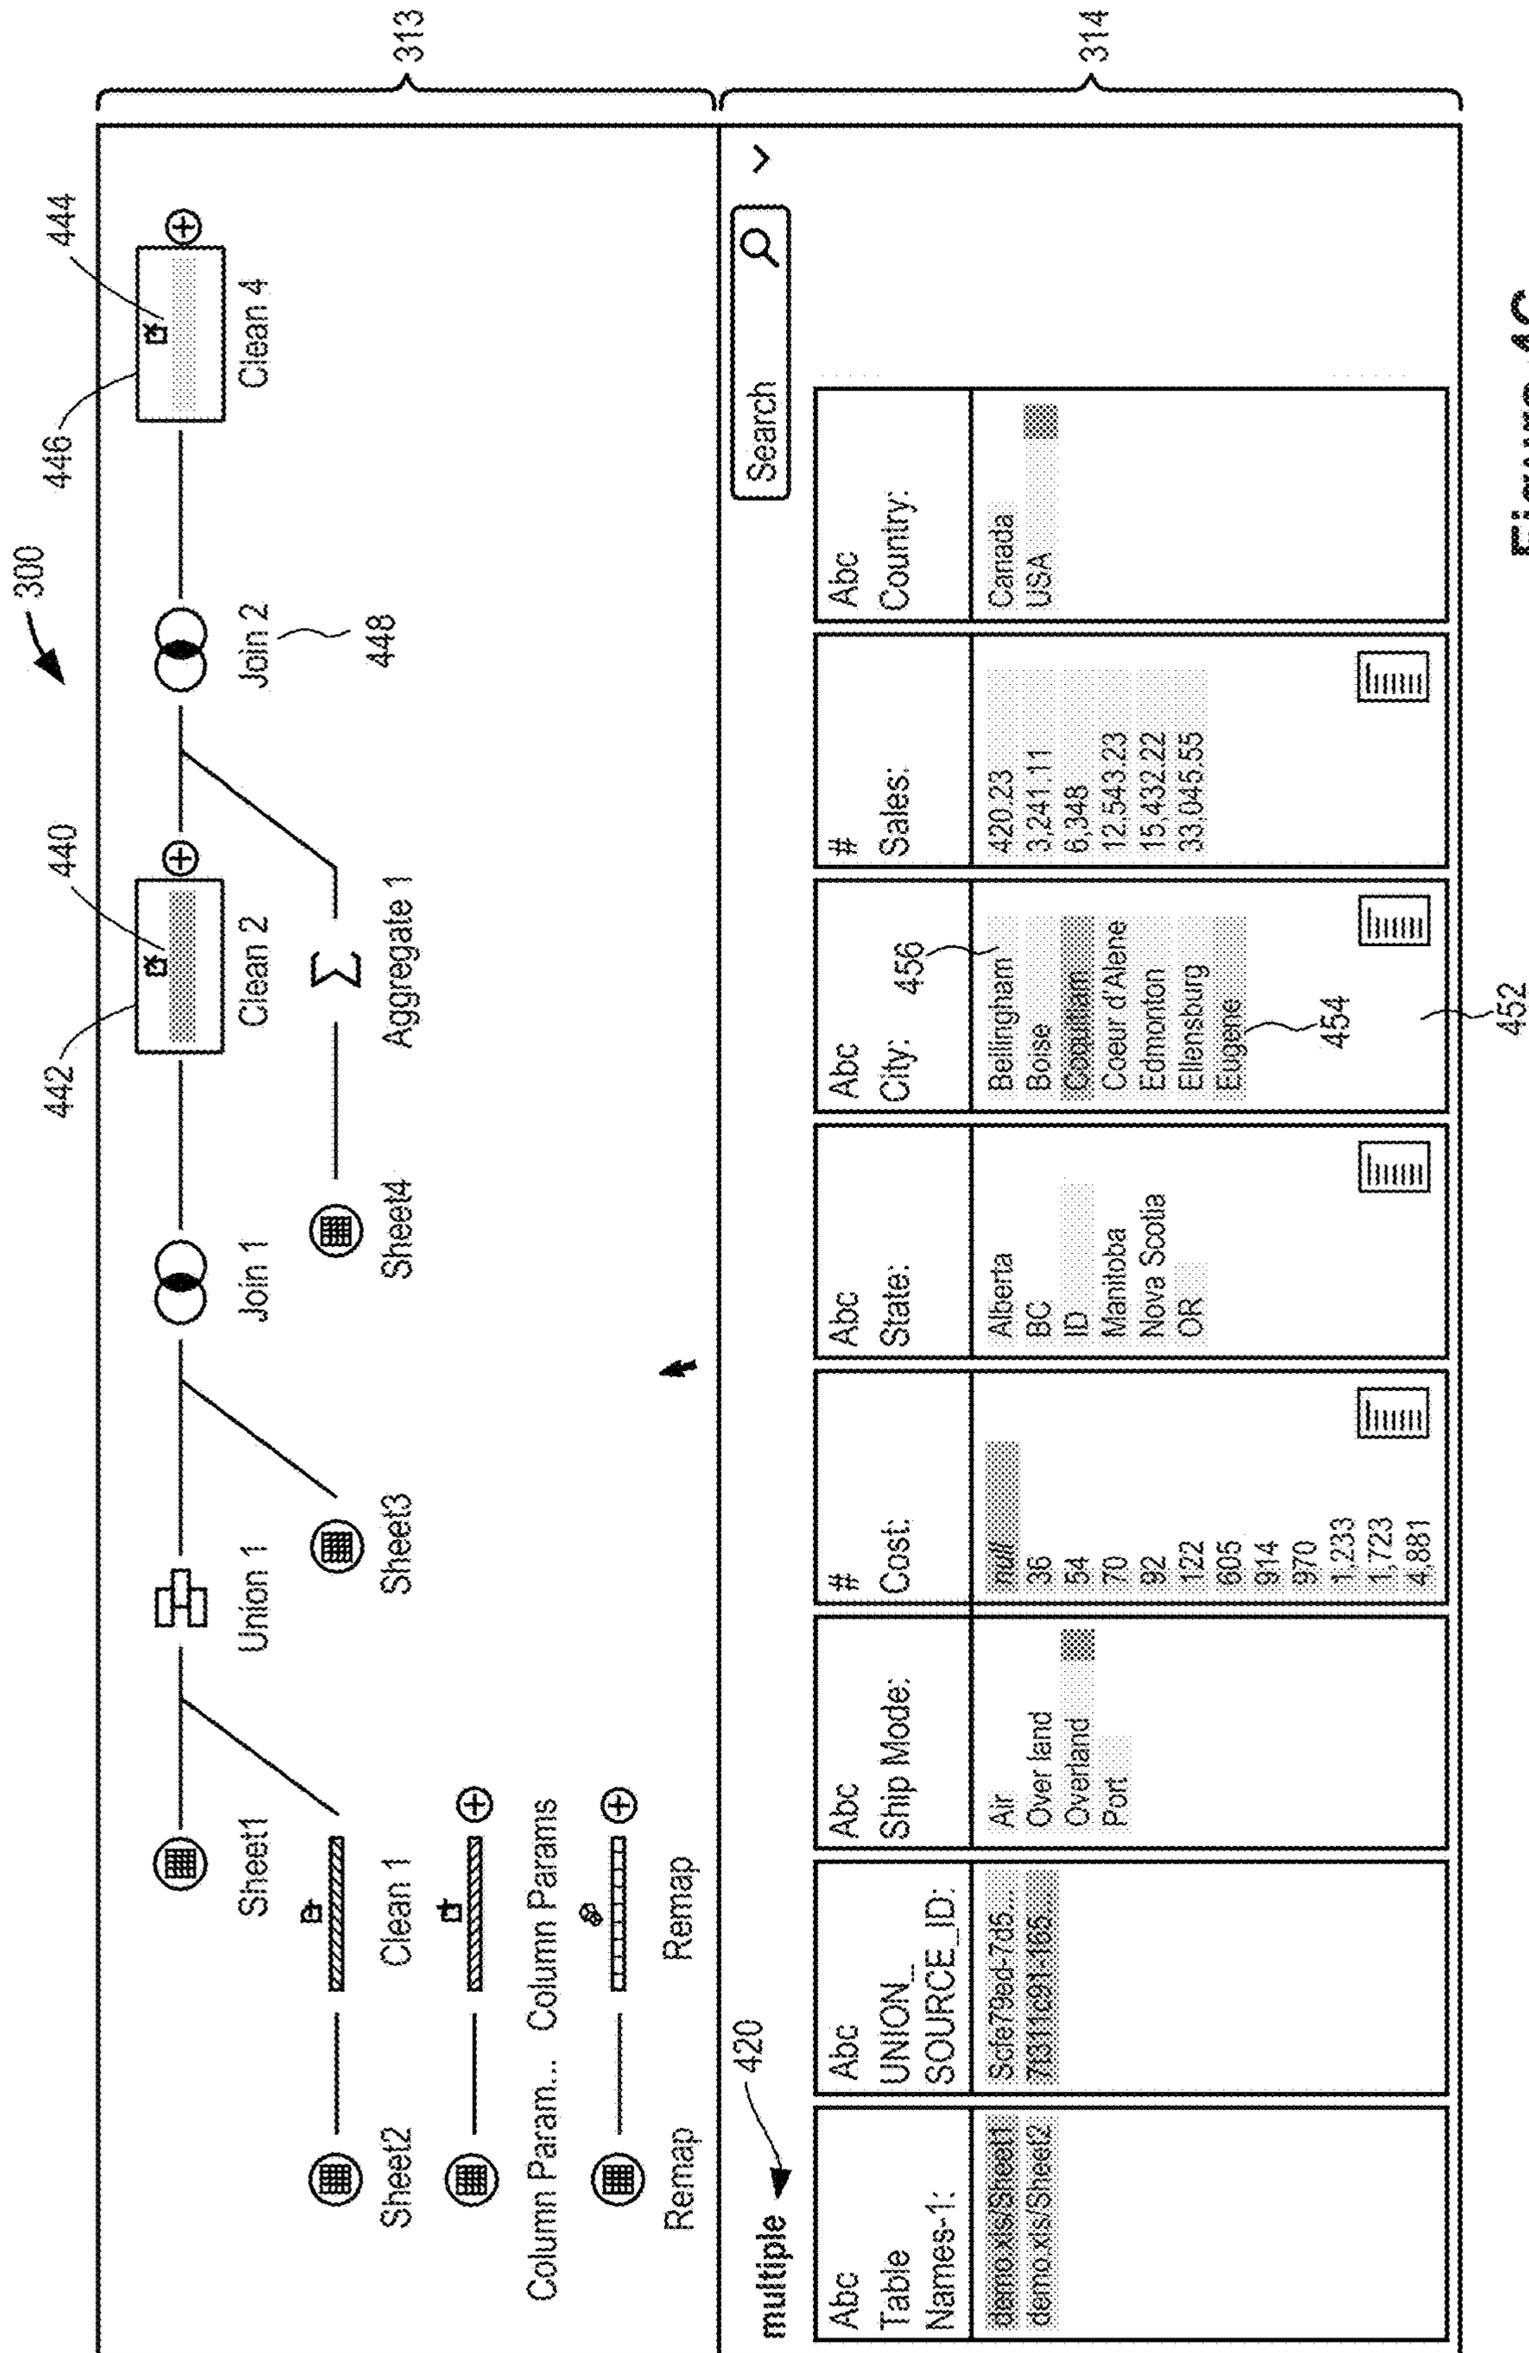 300
442
440
446
444
Sheet1
Union 1
Join 1
Clean 2
Join 2
Clean 4
448
313
Sheet2
Clean 1
Sheet3
Sheet4
Aggregate 1
Column Param...
Column Params
Remap
Remap
multiple
420
Search
314
Abc
Table
Names-1:
demo.xls/Sheet1
demo.xls/Sheet2
Abc
UNION_
SOURCE_ID:
Abc
Ship Mode:
Air
Over land
Overland
Port
#
Cost:
null
36
54
70
92
122
605
914
970
1,233
1,723
4,881
Abc
State:
Alberta
BC
ID
Manitoba
Nova Scotia
OR
Abc
City:
456
Bellingham
Boise
Coeur d'Alene
Edmonton
Ellensburg
Eugene
454
452
#
Sales:
420.23
3,241.11
6,348
12,543.23
15,432.22
33,045.55
Abc
Country:
Canada
USA